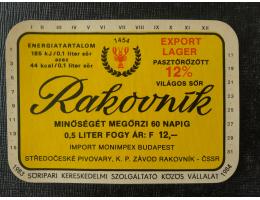 I II III IV V VI VII VIII IX X XI XII
1454
ENERGIATARTALOM
185 kJ/0,1 liter sör
azaz
44 kcal/0,1 liter sör
EXPORT
LAGER
PASZTŐRÖZÖTT
12%
VILÁGOS SÖR
Rakovník
MINŐSÉGÉT MEGŐRZI 60 NAPIG
0,5 LITER FOGY ÁR: F 12,—
IMPORT MONIMPEX BUDAPEST
STŘEDOČESKÉ PIVOVARY, K. P. ZÁVOD RAKOVNÍK - ČSSR
1983 SÖRIPARI KERESKEDELMI SZOLGÁLTATÓ KÖZÖS VÁLLALAT 1984